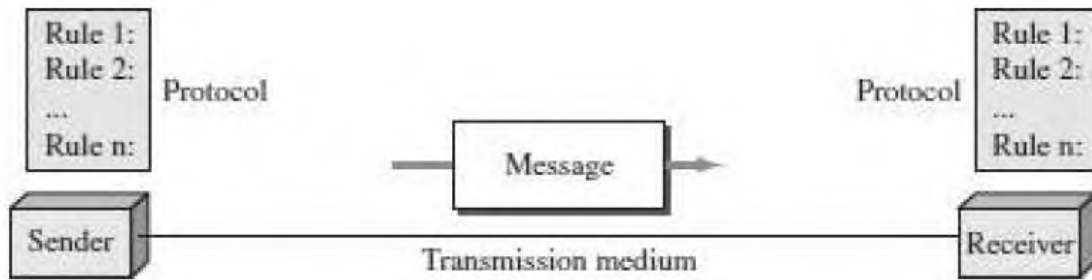 Rule 1:
Rule 2:
...
Rule n:
Protocol
Message
Protocol
Rule 1:
Rule 2:
...
Rule n:
Sender
Transmission medium
Receiver